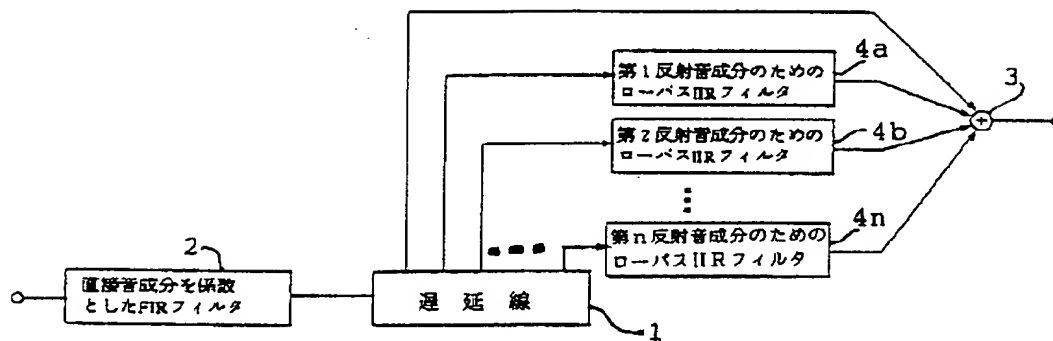 第1反射音成分のための
ローパスIIRフィルタ
4a
3
+
第2反射音成分のための
ローパスIIRフィルタ
4b
第n反射音成分のための
ローパスIIRフィルタ
4n
2
直接音成分を係数
としたFIRフィルタ
遅延線
1